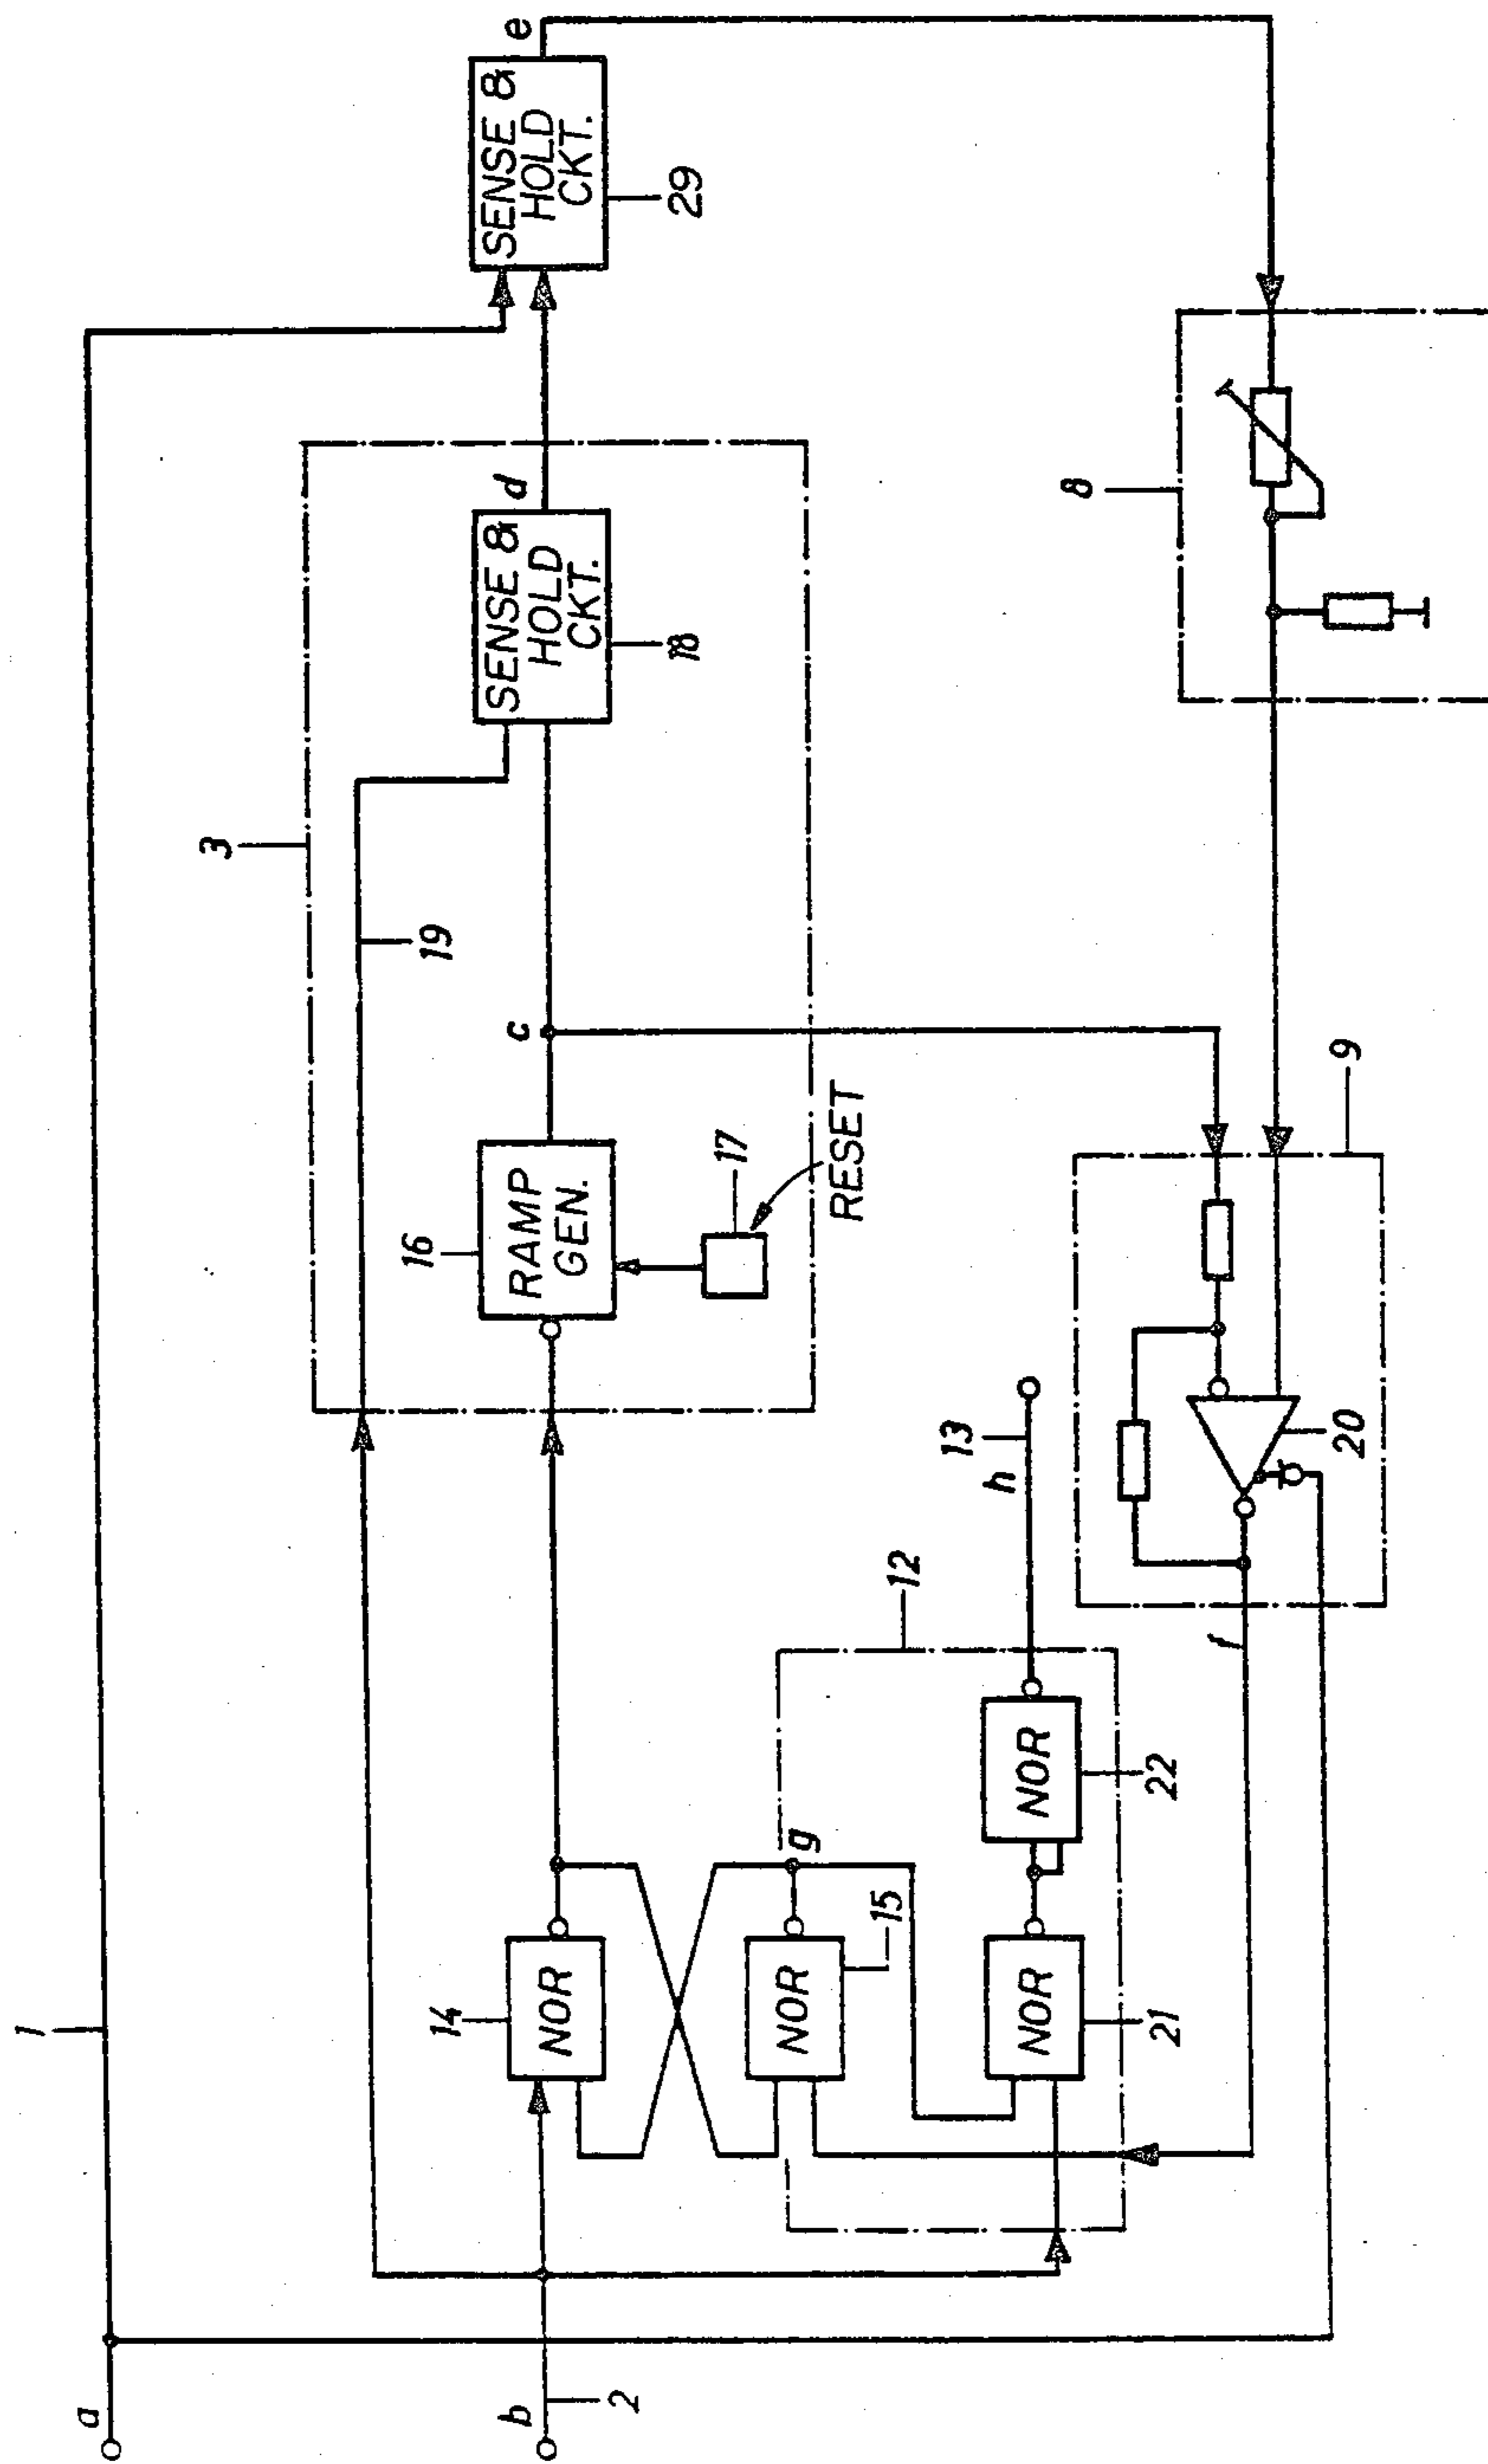 a
1
b
2
14
NOR
NOR
15
g
NOR
21
NOR
22
12
h
13
f
16
RAMP
GEN.
17
RESET
c
19
3
SENSE &
HOLD
CKT.
18
d
SENSE &
HOLD
CKT.
29
e
8
9
20